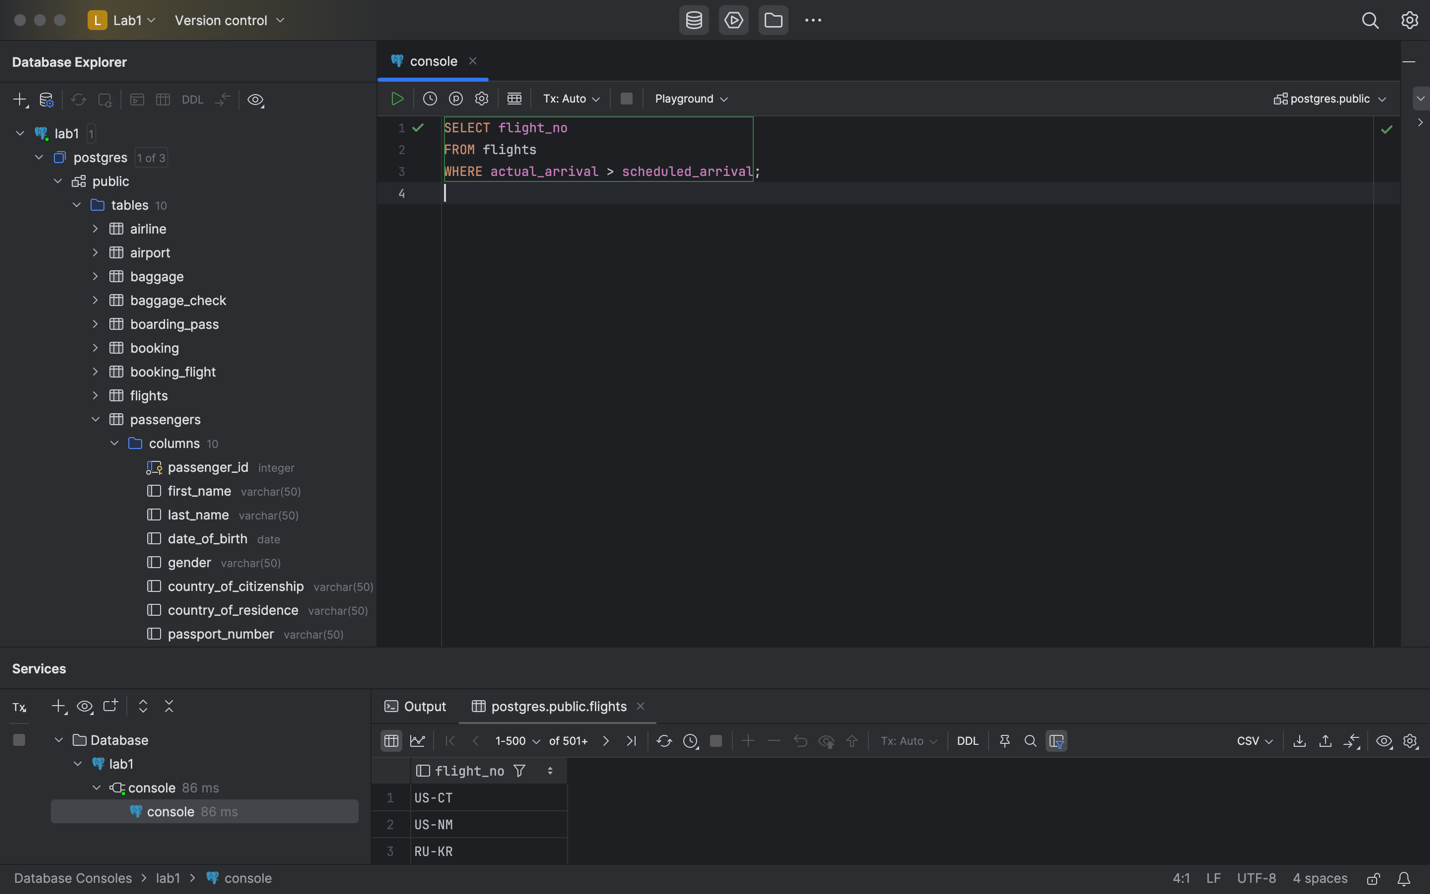 L Lab1 Version control
Database Explorer
console
DDL
Tx: Auto Playground postgres.public
lab1 1
postgres 1 of 3
public
tables 10
airline
airport
baggage
baggage_check
boarding_pass
booking
booking_flight
flights
passengers
columns 10
passenger_id integer
first_name varchar(50)
last_name varchar(50)
date_of_birth date
gender varchar(50)
country_of_citizenship varchar(50)
country_of_residence varchar(50)
passport_number varchar(50)
1 SELECT flight_no
2 FROM flights
3 WHERE actual_arrival > scheduled_arrival;
4
Services
Tx
Database
lab1
console 86 ms
console 86 ms
Output postgres.public.flights
1-500 of 501+ Tx: Auto DDL CSV
flight_no
1 US-CT
2 US-NM
3 RU-KR
Database Consoles > lab1 > console 4:1 LF UTF-8 4 spaces